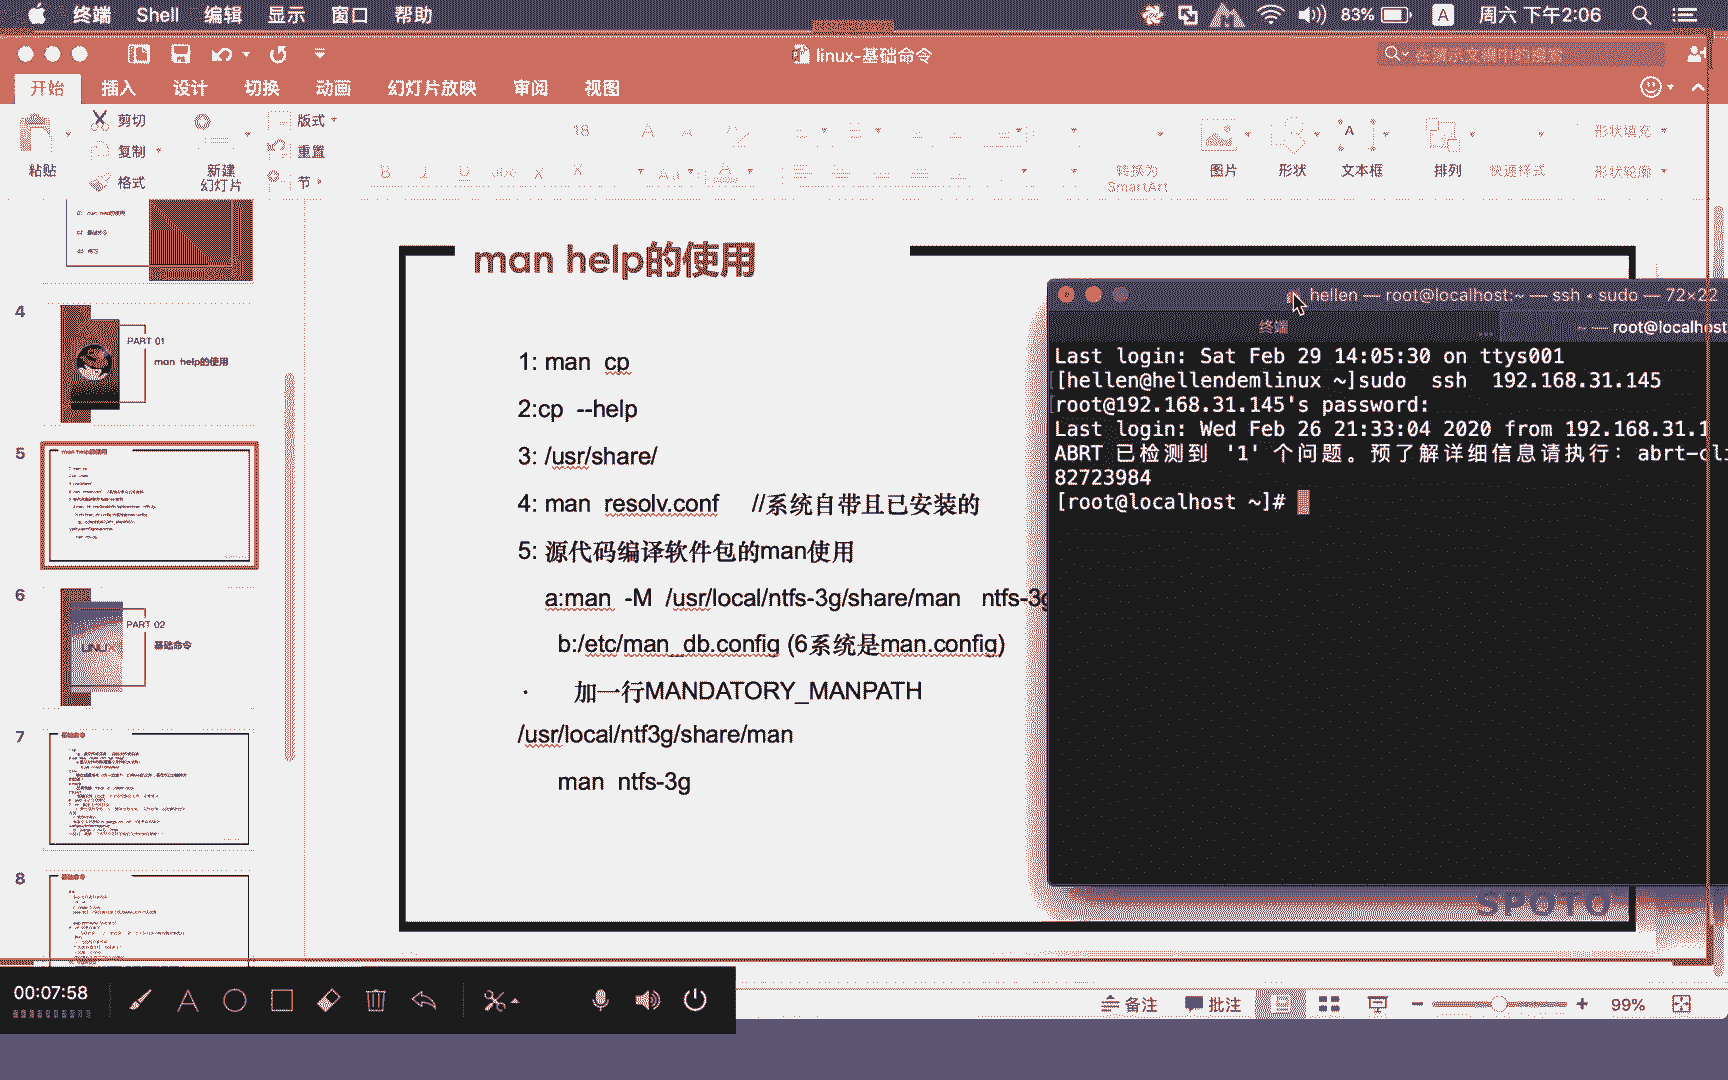 终端 Shell 编辑 显示 窗口 帮助 83% A 周六 下午2:06
linux-基础命令
开始 插入 设计 切换 动画 幻灯片放映 审阅 视图
粘贴 剪切 复制 格式 新建 幻灯片 版式 重置 节 18 转换为 SmartArt 图片 形状 文本框 排列 快速样式 形状填充 形状轮廓
4 PART 01
man help的使用
5
6 PART 02
基础命令
7
8
man help的使用
1: man cp
2:cp --help
3: /usr/share/
4: man resolv.conf //系统自带且已安装的
5: 源代码编译软件包的man使用
a:man -M /usr/local/ntfs-3g/share/man ntfs-3g
b:/etc/man_db.config (6系统是man.config)
· 加一行MANDATORY_MANPATH
/usr/local/ntf3g/share/man
man ntfs-3g
hellen — root@localhost:~ — ssh ◂ sudo — 72×22
终端 ~ — root@localhost
Last login: Sat Feb 29 14:05:30 on ttys001
[hellen@hellendemlinux ~]sudo ssh 192.168.31.145
root@192.168.31.145's password:
Last login: Wed Feb 26 21:33:04 2020 from 192.168.31.1
ABRT 已检测到 '1' 个问题。预了解详细信息请执行：abrt-cli
82723984
[root@localhost ~]#
SPOTO
00:07:58
备注 批注 99%